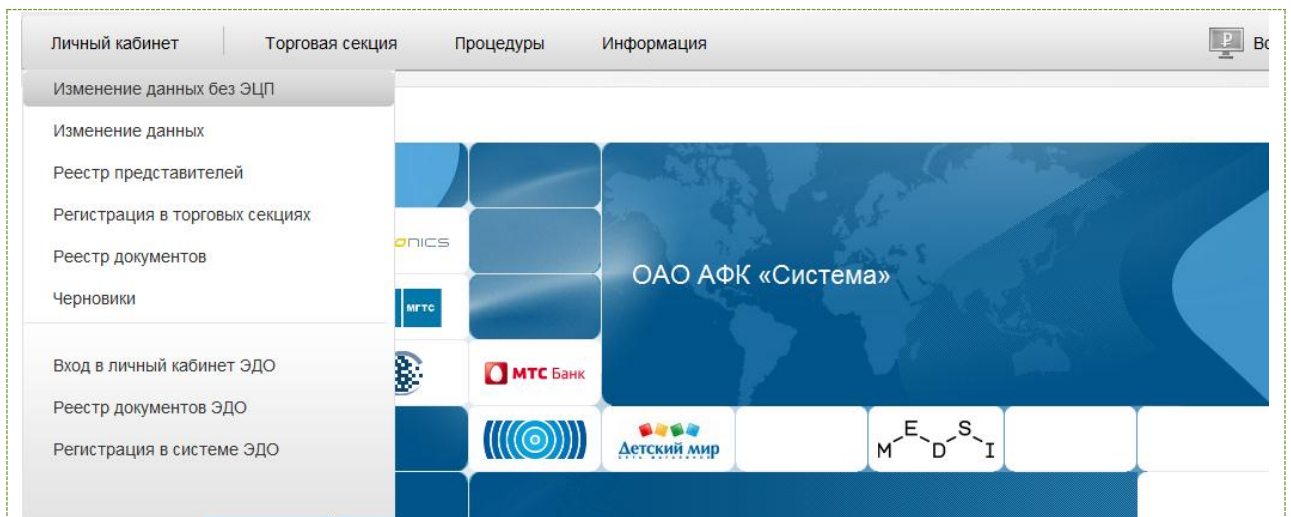 Личный кабинет Торговая секция Процедуры Информация
Изменение данных без ЭЦП
Изменение данных
Реестр представителей
Регистрация в торговых секциях
Реестр документов
Черновики
Вход в личный кабинет ЭДО
Реестр документов ЭДО
Регистрация в системе ЭДО
ОАО АФК «Система»
мгтс
МТС Банк
Детский мир
MEDSI